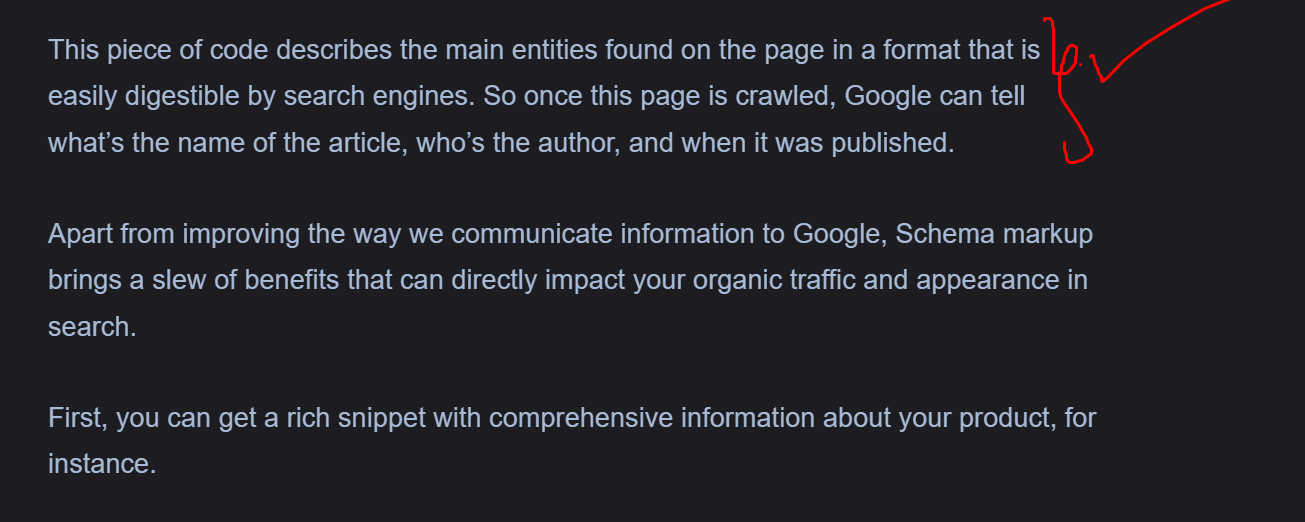 This piece of code describes the main entities found on the page in a format that is
easily digestible by search engines. So once this page is crawled, Google can tell
what’s the name of the article, who’s the author, and when it was published.
Apart from improving the way we communicate information to Google, Schema markup
brings a slew of benefits that can directly impact your organic traffic and appearance in
search.
First, you can get a rich snippet with comprehensive information about your product, for
instance.